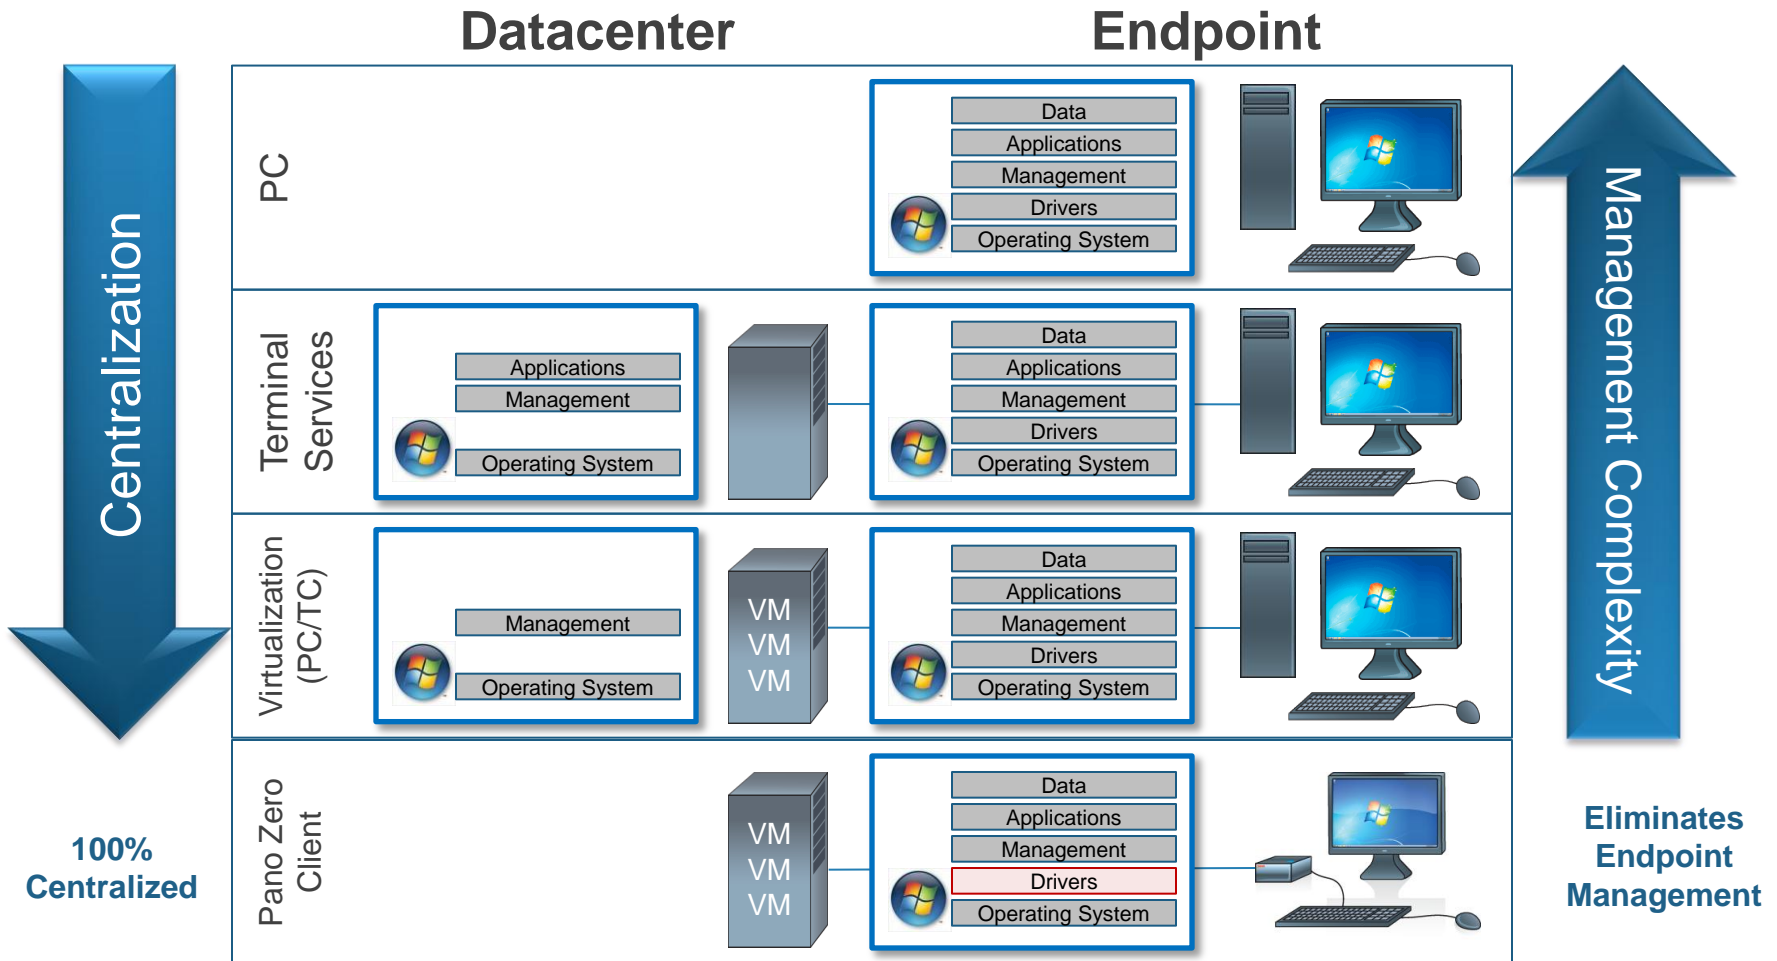 Datacenter
Endpoint
Centralization
Management Complexity
PC
Data
Applications
Management
Drivers
Operating System
Terminal
Services
Applications
Management
Operating System
Data
Applications
Management
Drivers
Operating System
Virtualization
(PC/TC)
Management
Operating System
VM
VM
VM
Data
Applications
Management
Drivers
Operating System
Pano Zero
Client
VM
VM
VM
Data
Applications
Management
Drivers
Operating System
100%
Centralized
Eliminates
Endpoint
Management